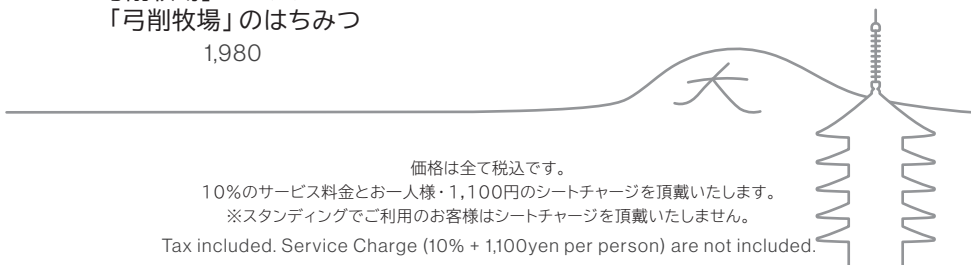 「弓削牧場」のはちみつ
1,980
大
価格は全て税込です。
10%のサービス料金とお一人様・1,100円のシートチャージを頂戴いたします。
※スタンディングでご利用のお客様はシートチャージを頂戴いたしません。
Tax included. Service Charge (10% + 1,100yen per person) are not included.